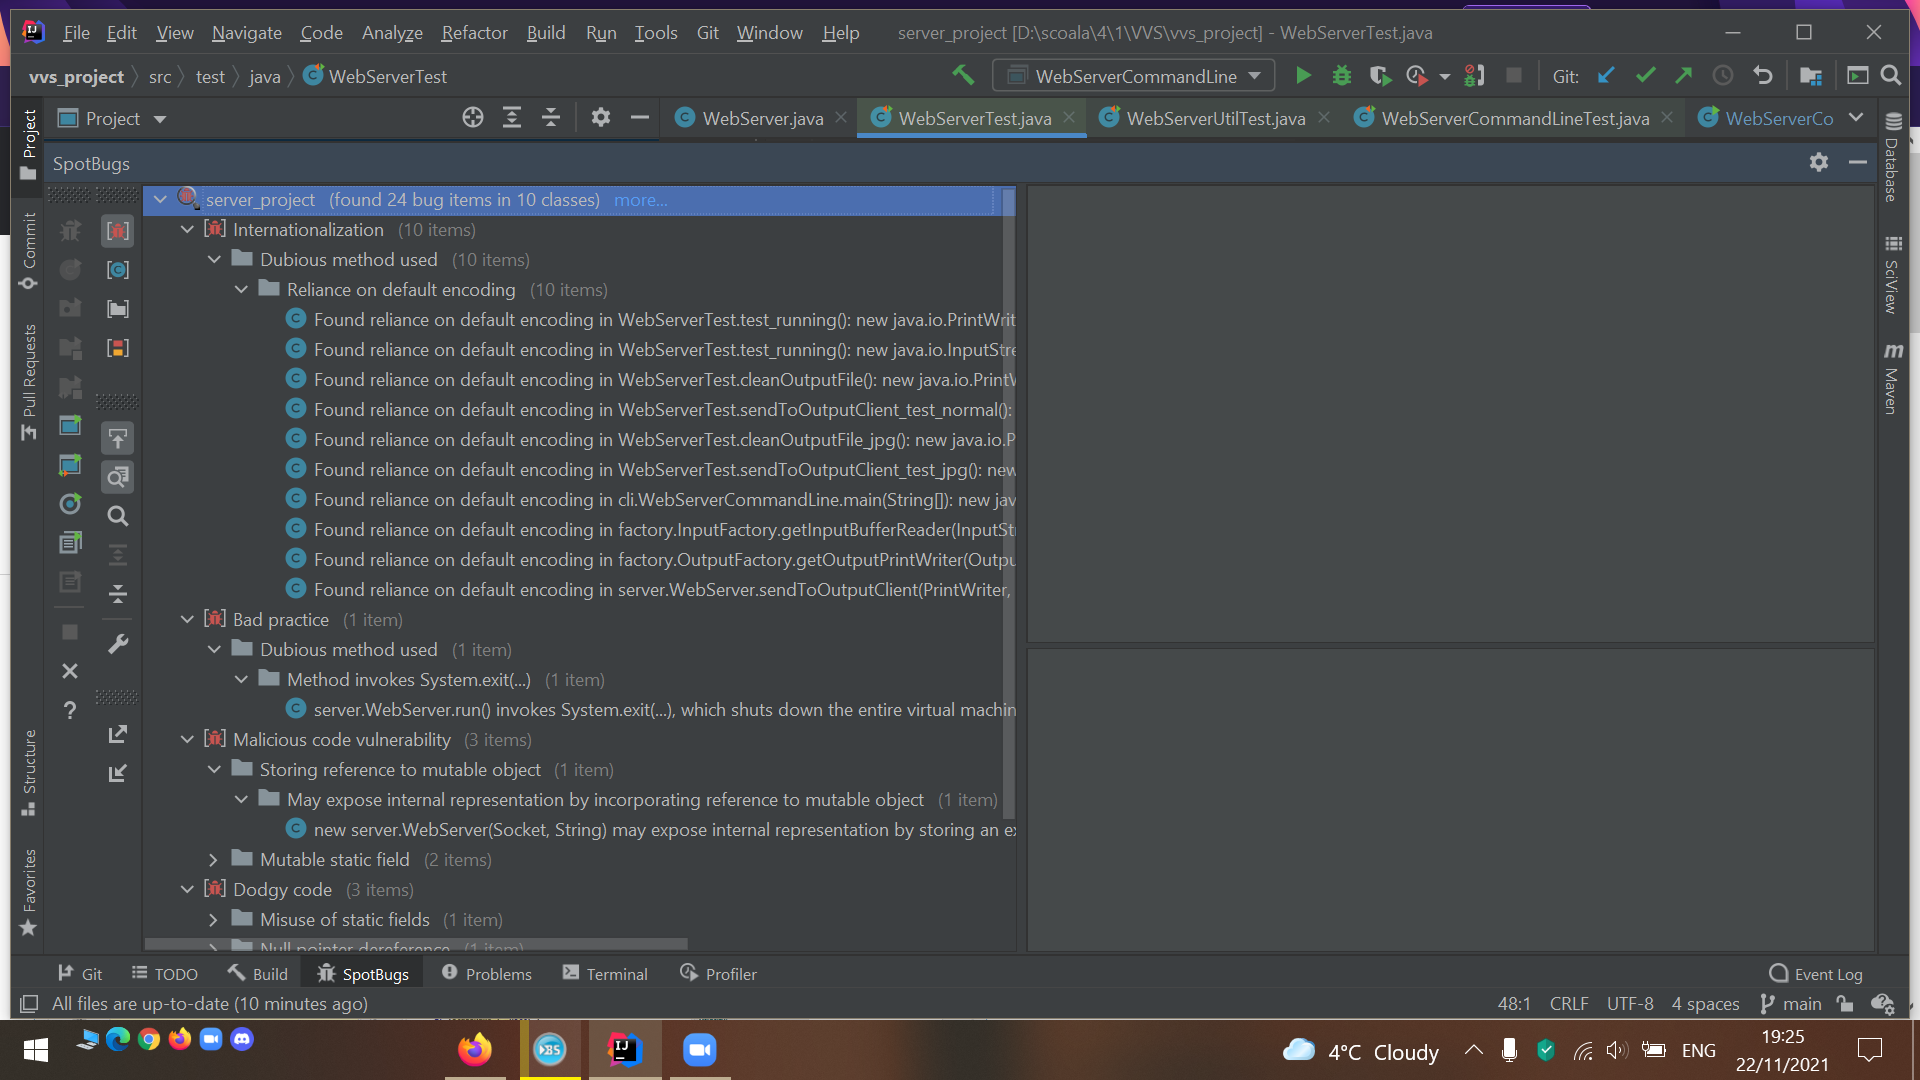 File Edit View Navigate Code Analyze Refactor Build Run Tools Git Window Help server_project [D:\scoala\4\1\VVS\vvs_project] - WebServerTest.java
vvs_project src test java WebServerTest
WebServerCommandLine
Git:
Project
WebServer.java
WebServerTest.java
WebServerUtilTest.java
WebServerCommandLineTest.java
WebServerCo
SpotBugs
server_project (found 24 bug items in 10 classes) more...
Internationalization (10 items)
Dubious method used (10 items)
Reliance on default encoding (10 items)
Found reliance on default encoding in WebServerTest.test_running(): new java.io.PrintWrit
Found reliance on default encoding in WebServerTest.test_running(): new java.io.InputStre
Found reliance on default encoding in WebServerTest.cleanOutputFile(): new java.io.PrintW
Found reliance on default encoding in WebServerTest.sendToOutputClient_test_normal():
Found reliance on default encoding in WebServerTest.cleanOutputFile_jpg(): new java.io.P
Found reliance on default encoding in WebServerTest.sendToOutputClient_test_jpg(): new
Found reliance on default encoding in cli.WebServerCommandLine.main(String[]): new jav
Found reliance on default encoding in factory.InputFactory.getInputBufferReader(InputStr
Found reliance on default encoding in factory.OutputFactory.getOutputPrintWriter(Outpu
Found reliance on default encoding in server.WebServer.sendToOutputClient(PrintWriter,
Bad practice (1 item)
Dubious method used (1 item)
Method invokes System.exit(...) (1 item)
server.WebServer.run() invokes System.exit(...), which shuts down the entire virtual machin
Malicious code vulnerability (3 items)
Storing reference to mutable object (1 item)
May expose internal representation by incorporating reference to mutable object (1 item)
new server.WebServer(Socket, String) may expose internal representation by storing an ex
Mutable static field (2 items)
Dodgy code (3 items)
Misuse of static fields (1 item)
Null pointer dereference (1 item)
Project
Commit
Pull Requests
Structure
Favorites
Database
SciView
Maven
Git TODO Build SpotBugs Problems Terminal Profiler Event Log
All files are up-to-date (10 minutes ago) 48:1 CRLF UTF-8 4 spaces main
4°C Cloudy ENG 19:25
22/11/2021